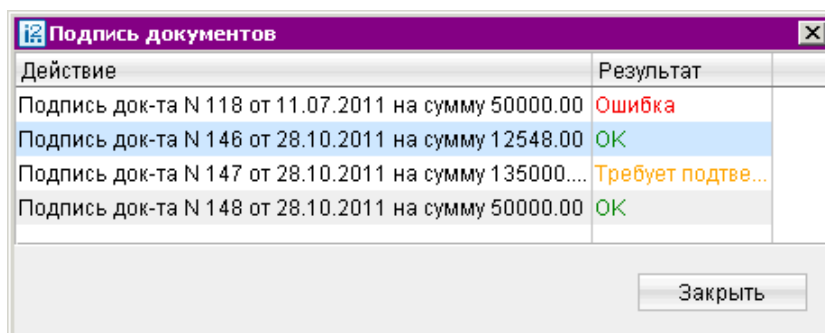 Подпись документов
Действие Результат
Подпись док-та N 118 от 11.07.2011 на сумму 50000.00 Ошибка
Подпись док-та N 146 от 28.10.2011 на сумму 12548.00 OK
Подпись док-та N 147 от 28.10.2011 на сумму 135000.... Требует подтве...
Подпись док-та N 148 от 28.10.2011 на сумму 50000.00 OK
Закрыть